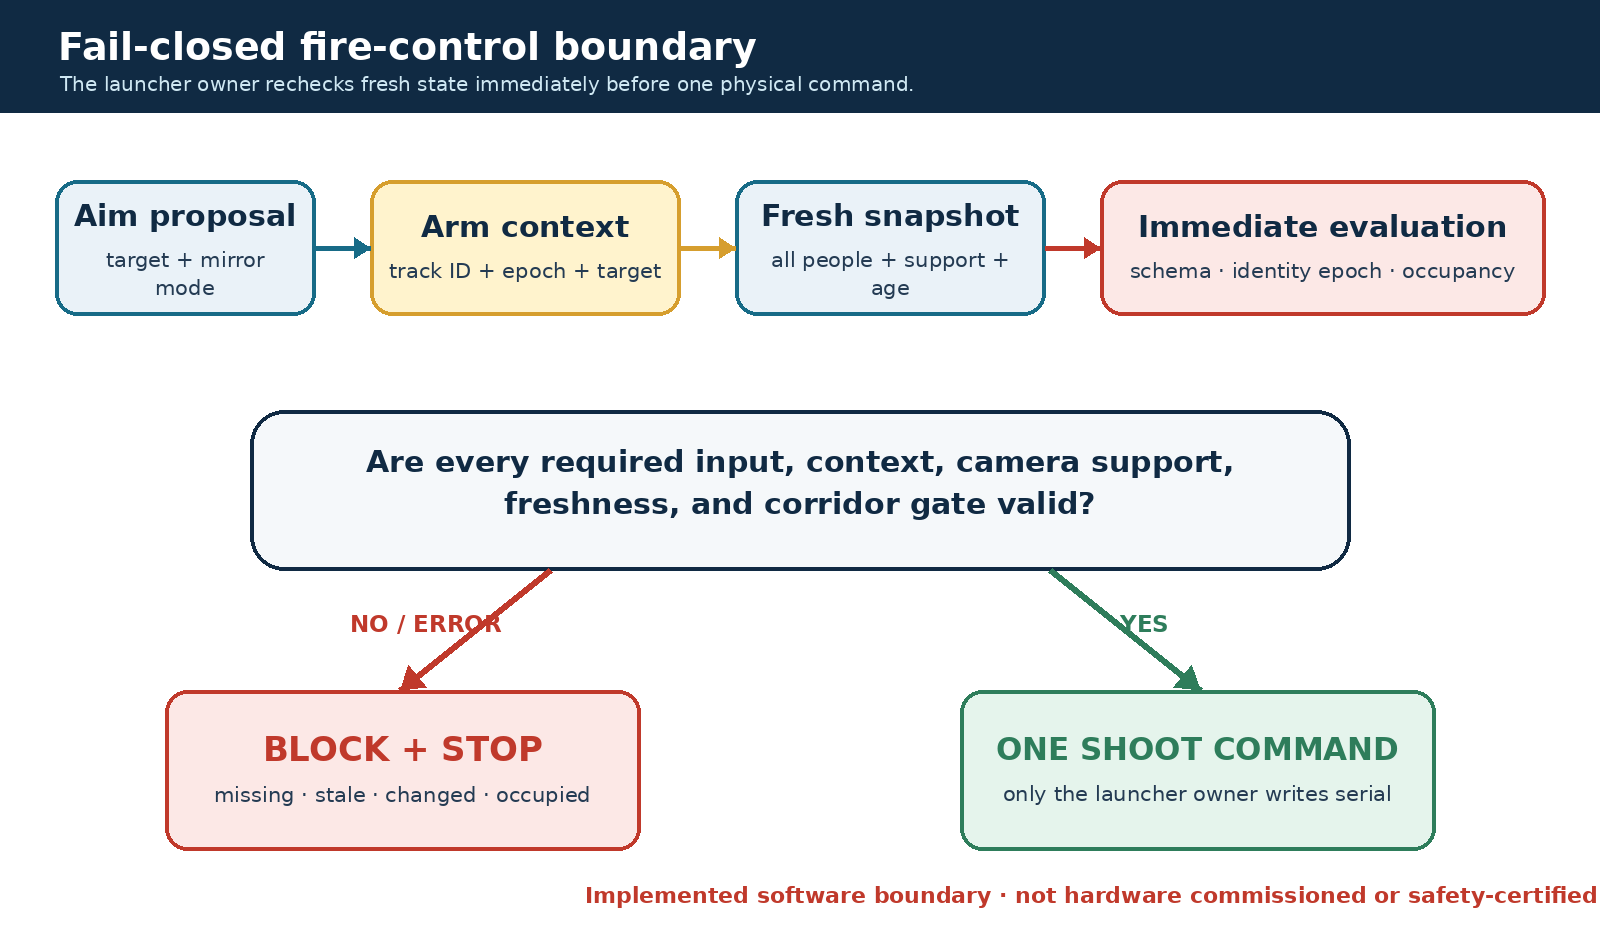 Fail-closed fire-control boundary
The launcher owner rechecks fresh state immediately before one physical command.
Aim proposal
target + mirror
mode
Arm context
track ID + epoch + target
Fresh snapshot
all people + support +
age
Immediate evaluation
schema · identity epoch · occupancy
Are every required input, context, camera support,
freshness, and corridor gate valid?
NO / ERROR
YES
BLOCK + STOP
missing · stale · changed · occupied
ONE SHOOT COMMAND
only the launcher owner writes serial
Implemented software boundary · not hardware commissioned or safety-certified